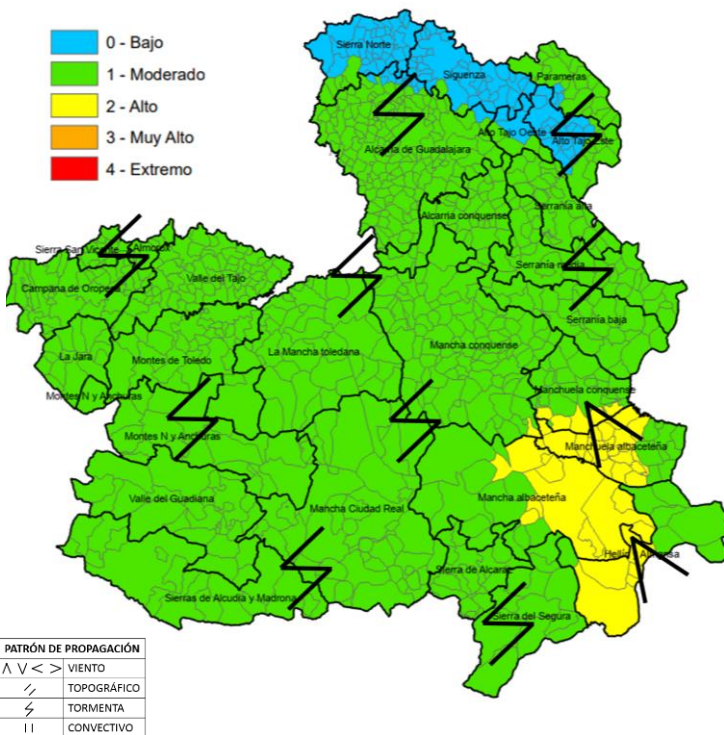 0 - Bajo
1 - Moderado
2 - Alto
3 - Muy Alto
4 - Extremo
Sierra Norte
Sigüenza
Parameras
Alto Tajo Oeste
Alto Tajo Este
Alcarria de Guadalajara
Serranía alta
Alcarria conquense
Sierra San Vicente
Almorox
Serranía media
Valle del Tajo
Campana de Oropesa
Serranía baja
Mancha conquense
La Mancha toledana
La Jara
Montes de Toledo
Manchuela conquense
Montes N y Anchuras
Montes N y Anchuras
Manchuela albaceteña
Valle del Guadiana
Mancha albaceteña
Mancha Ciudad Real
Hellín Almansa
Sierra de Alcaraz
Sierras de Alcudia y Madrona
Sierra del Segura
PATRÓN DE PROPAGACIÓN
VIENTO
TOPOGRÁFICO
TORMENTA
CONVECTIVO